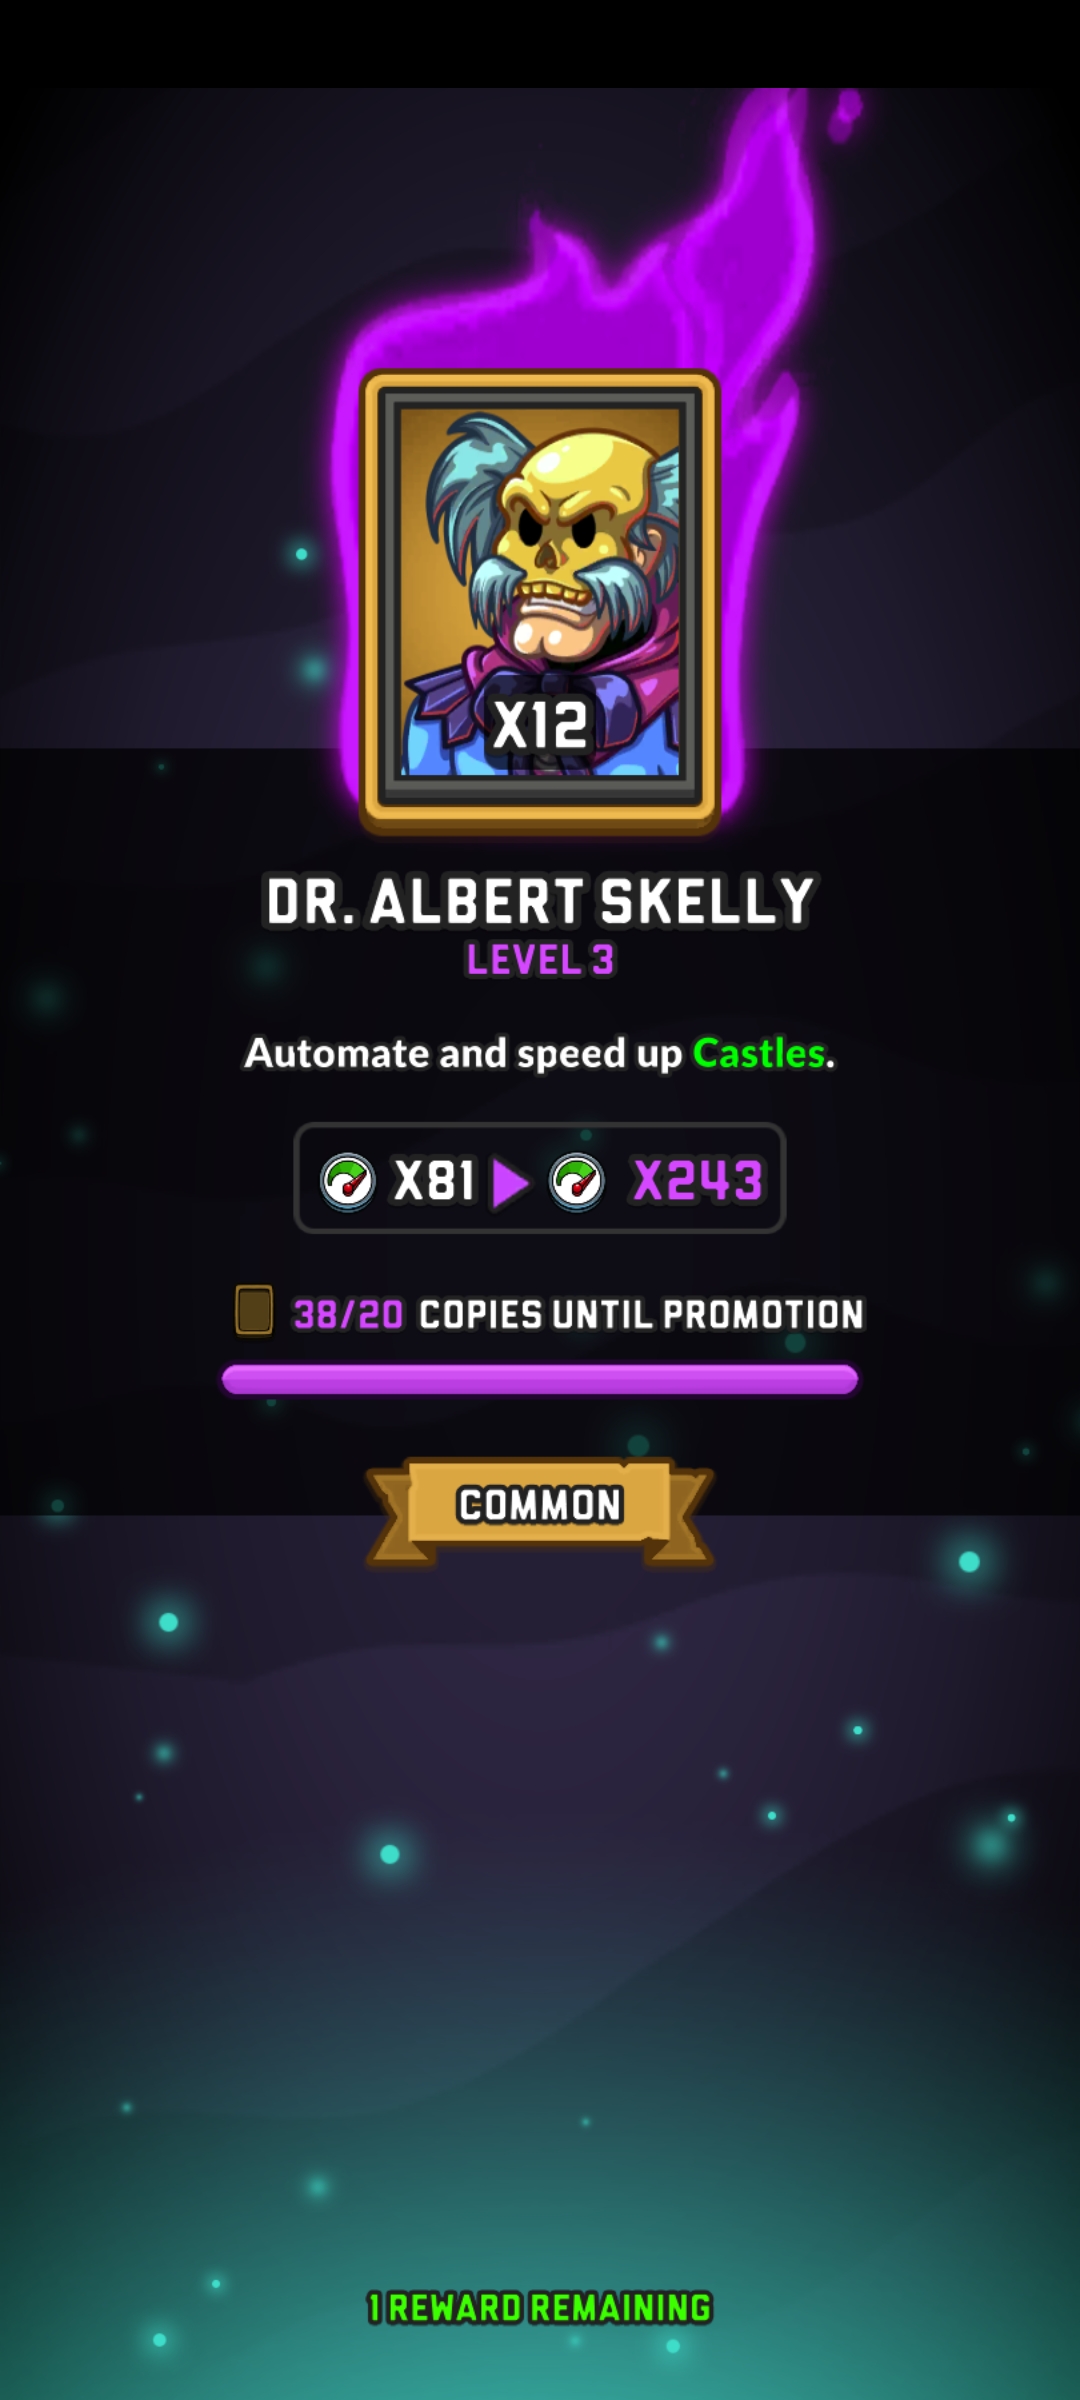 X12
DR. ALBERT SKELLY
LEVEL 3
Automate and speed up Castles.
X81 X243
38/20 COPIES UNTIL PROMOTION
COMMON
1 REWARD REMAINING